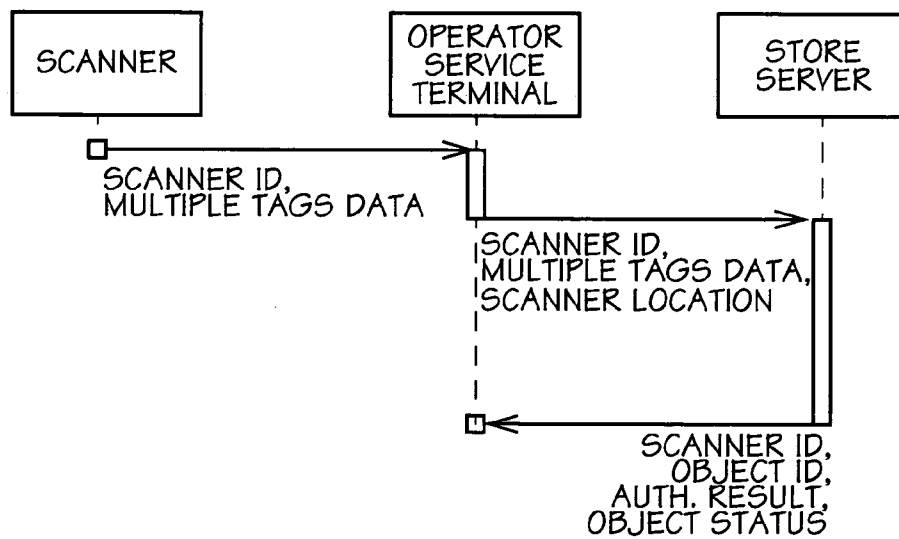 SCANNER
OPERATOR
SERVICE
TERMINAL
STORE
SERVER
SCANNER ID,
MULTIPLE TAGS DATA
SCANNER ID,
MULTIPLE TAGS DATA,
SCANNER LOCATION
SCANNER ID,
OBJECT ID,
AUTH. RESULT,
OBJECT STATUS